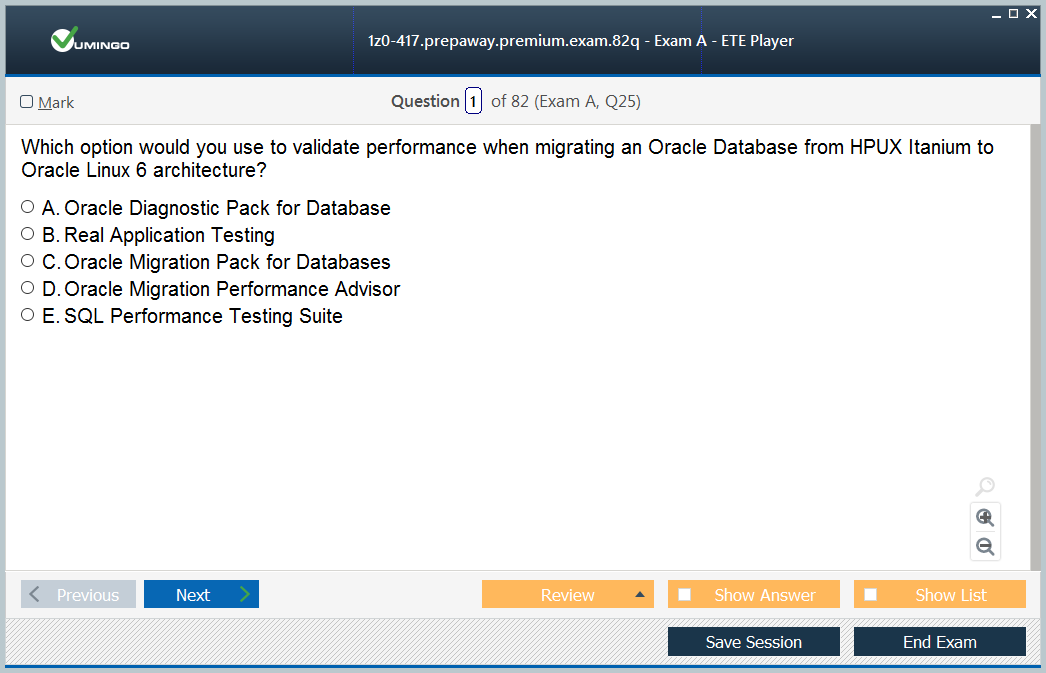 VUMINGO
1z0-417.prepaway.premium.exam.82q - Exam A - ETE Player
Mark
Question 1 of 82 (Exam A, Q25)
Which option would you use to validate performance when migrating an Oracle Database from HPUX Itanium to
Oracle Linux 6 architecture?
A. Oracle Diagnostic Pack for Database
B. Real Application Testing
C. Oracle Migration Pack for Databases
D. Oracle Migration Performance Advisor
E. SQL Performance Testing Suite
Previous
Next
Review
Show Answer
Show List
Save Session
End Exam